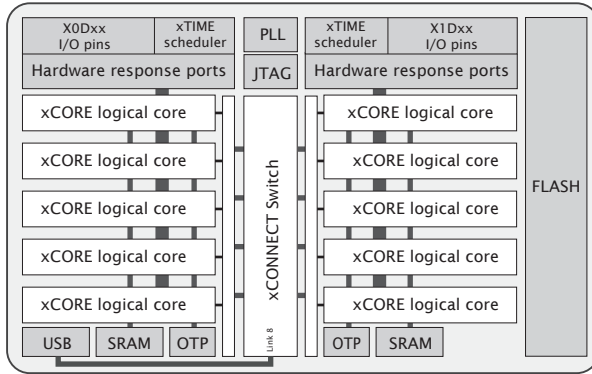 X0Dxx
I/O pins
xTIME
scheduler
PLL
xTIME
scheduler
X1Dxx
I/O pins
Hardware response ports
JTAG
Hardware response ports
xCORE logical core
xCORE logical core
xCORE logical core
xCORE logical core
xCORE logical core
xCONNECT Switch
Link 8
xCORE logical core
xCORE logical core
xCORE logical core
xCORE logical core
xCORE logical core
FLASH
USB
SRAM
OTP
OTP
SRAM